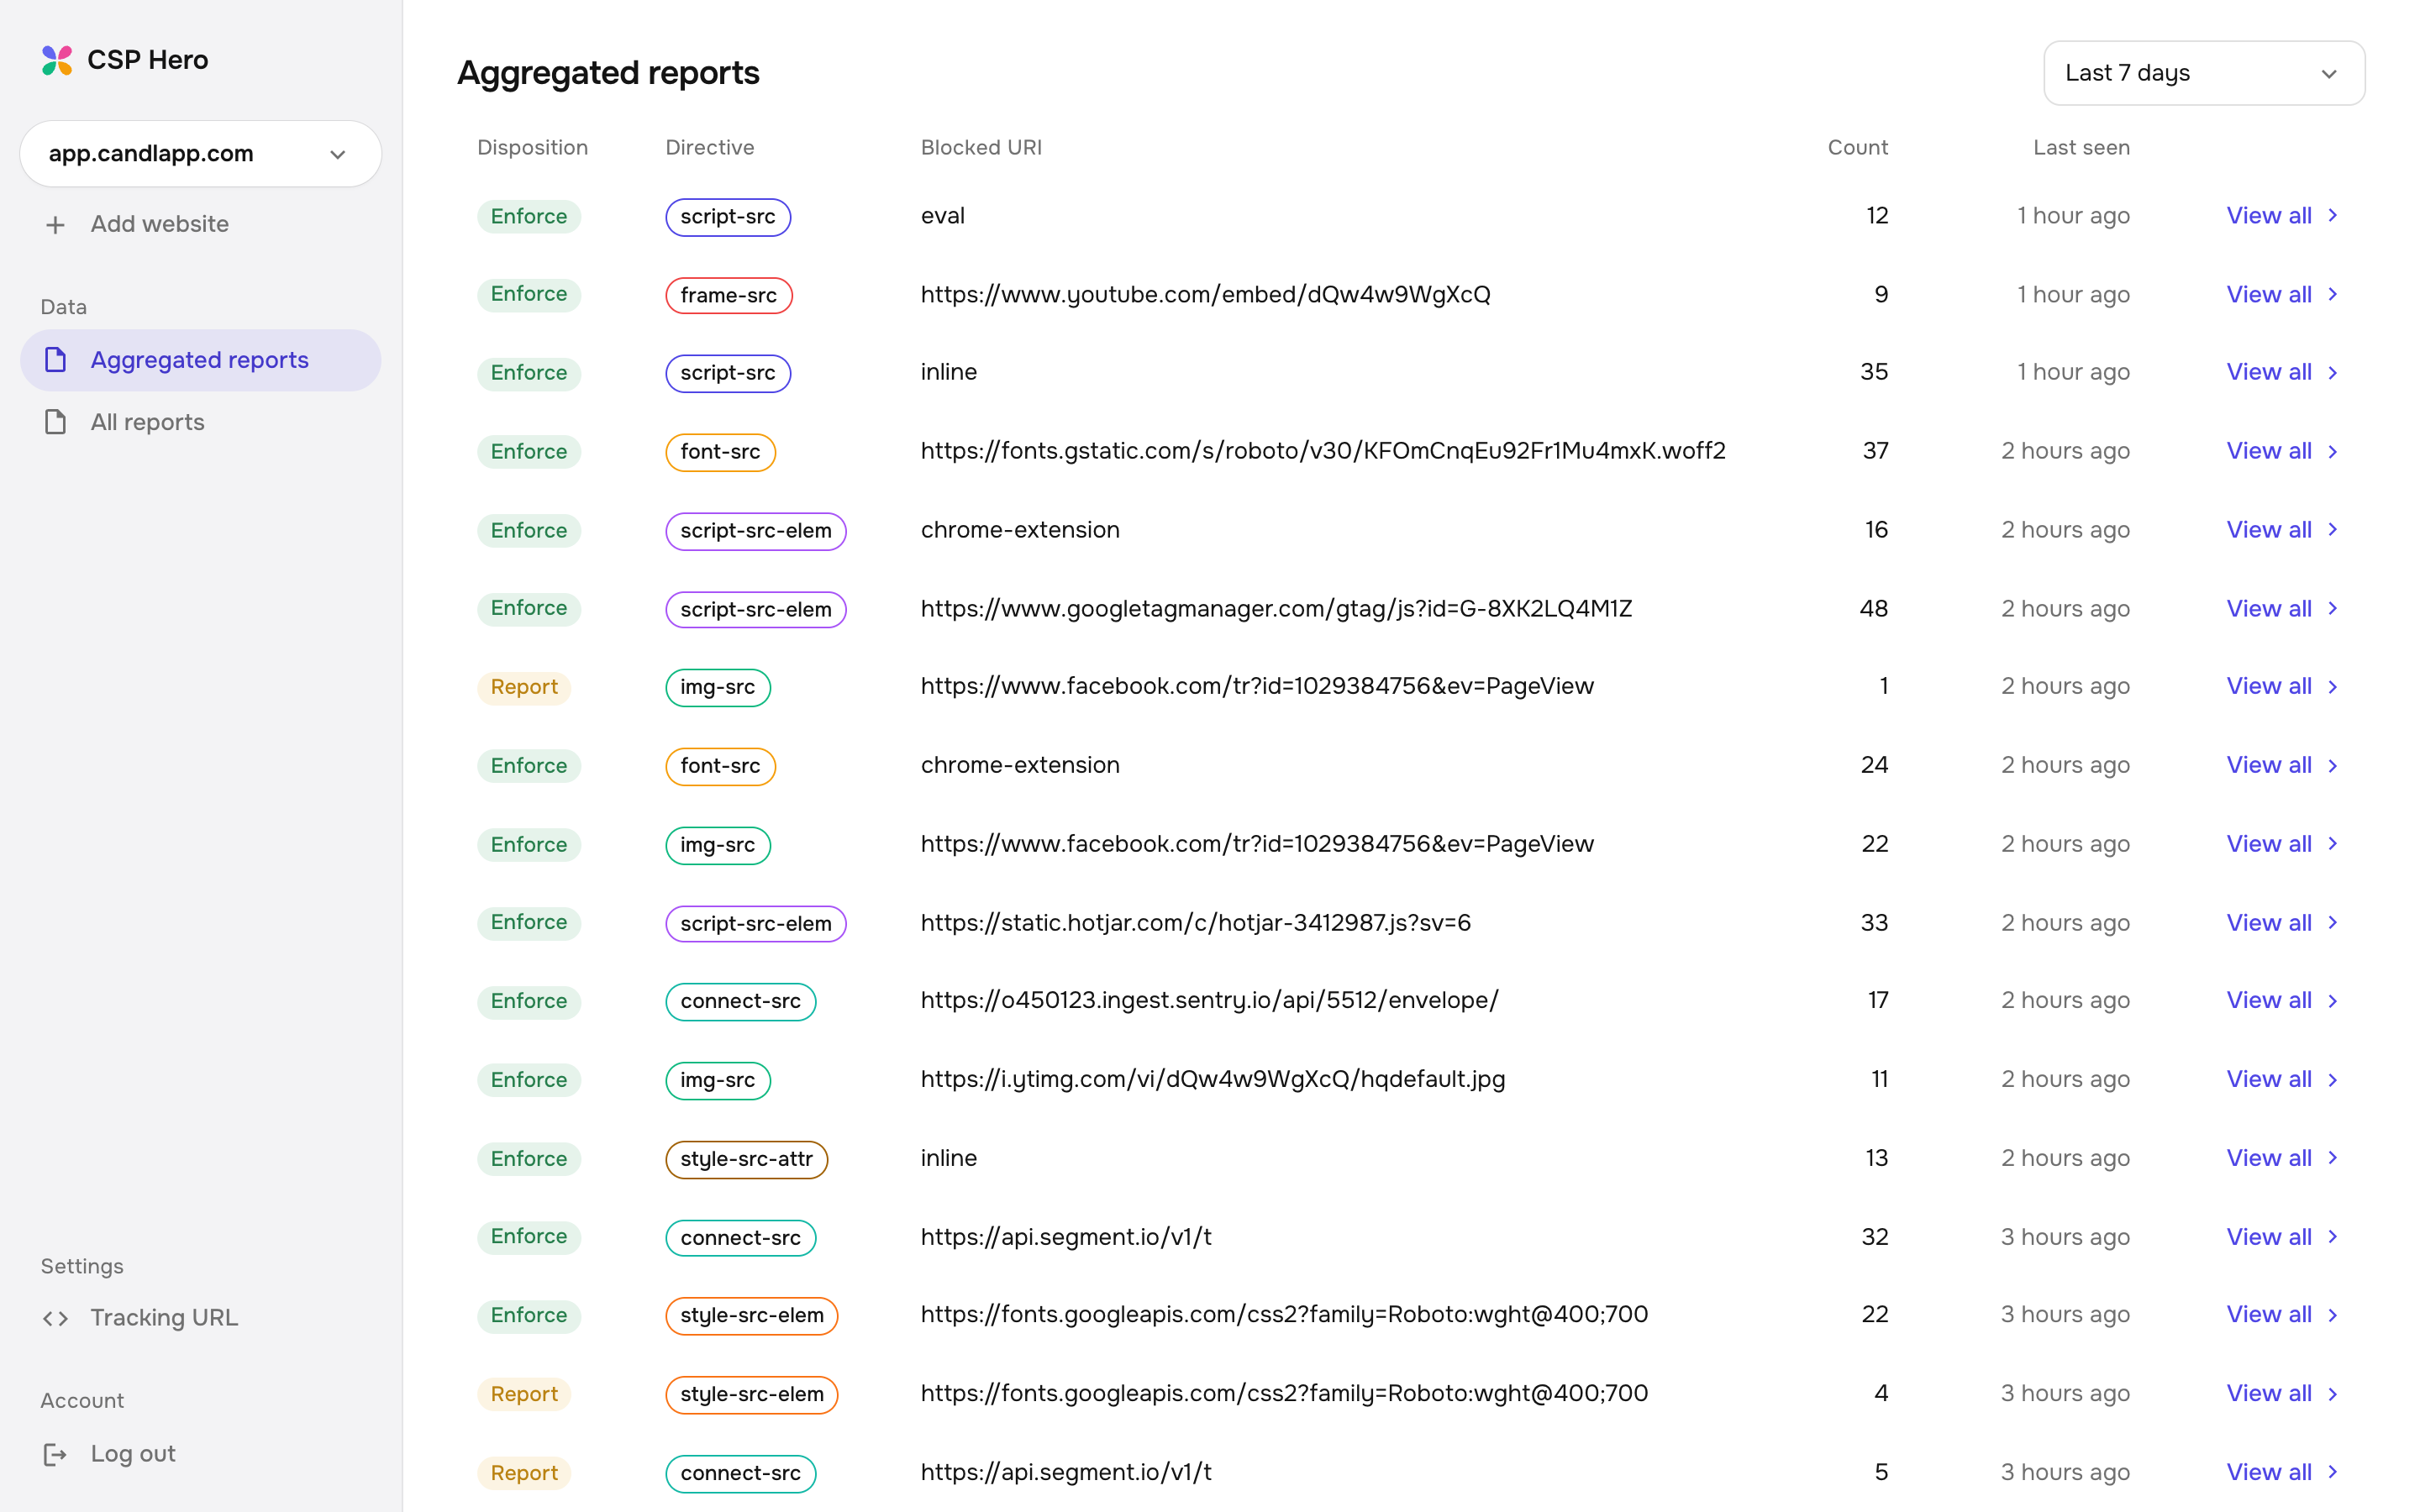 CSP Hero
app.candlapp.com
Add website
Data
Aggregated reports
All reports
Settings
Tracking URL
Account
Log out
Aggregated reports
Last 7 days
Disposition Directive Blocked URI Count Last seen
Enforce script-src eval 12 1 hour ago View all
Enforce frame-src https://www.youtube.com/embed/dQw4w9WgXcQ 9 1 hour ago View all
Enforce script-src inline 35 1 hour ago View all
Enforce font-src https://fonts.gstatic.com/s/roboto/v30/KFOmCnqEu92Fr1Mu4mxK.woff2 37 2 hours ago View all
Enforce script-src-elem chrome-extension 16 2 hours ago View all
Enforce script-src-elem https://www.googletagmanager.com/gtag/js?id=G-8XK2LQ4M1Z 48 2 hours ago View all
Report img-src https://www.facebook.com/tr?id=1029384756&ev=PageView 1 2 hours ago View all
Enforce font-src chrome-extension 24 2 hours ago View all
Enforce img-src https://www.facebook.com/tr?id=1029384756&ev=PageView 22 2 hours ago View all
Enforce script-src-elem https://static.hotjar.com/c/hotjar-3412987.js?sv=6 33 2 hours ago View all
Enforce connect-src https://o450123.ingest.sentry.io/api/5512/envelope/ 17 2 hours ago View all
Enforce img-src https://i.ytimg.com/vi/dQw4w9WgXcQ/hqdefault.jpg 11 2 hours ago View all
Enforce style-src-attr inline 13 2 hours ago View all
Enforce connect-src https://api.segment.io/v1/t 32 3 hours ago View all
Enforce style-src-elem https://fonts.googleapis.com/css2?family=Roboto:wght@400;700 22 3 hours ago View all
Report style-src-elem https://fonts.googleapis.com/css2?family=Roboto:wght@400;700 4 3 hours ago View all
Report connect-src https://api.segment.io/v1/t 5 3 hours ago View all